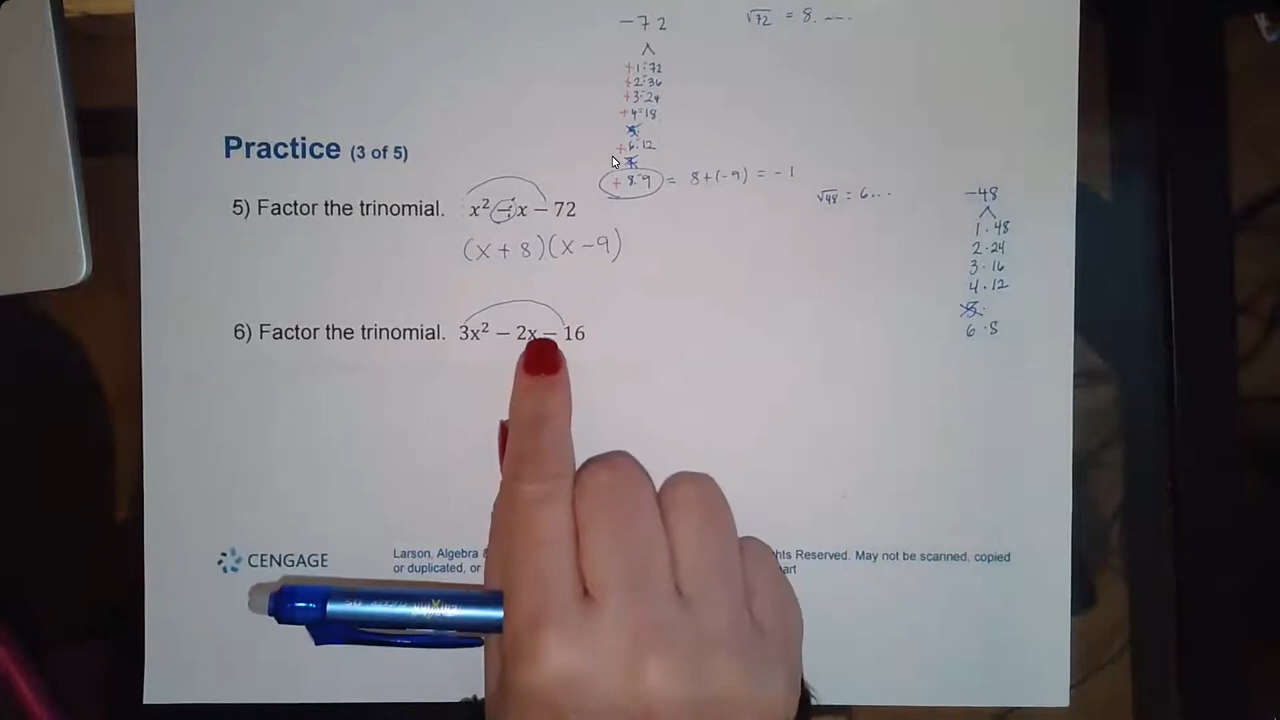 -72
√72 = 8. ...
∧
+1·-72
+2·-36
+3·-24
+4·-18
5·
+6·-12
7·
+8·-9 = 8+(-9) = -1
Practice (3 of 5)
5) Factor the trinomial. x² - x - 72
(x+8)(x-9)
√48 = 6...
-48
∧
1·48
2·24
3·16
4·12
5·
6·8
6) Factor the trinomial. 3x² − 2x − 16
CENGAGE
Larson, Algebra &
hts Reserved. May not be scanned, copied
or duplicated, or
art